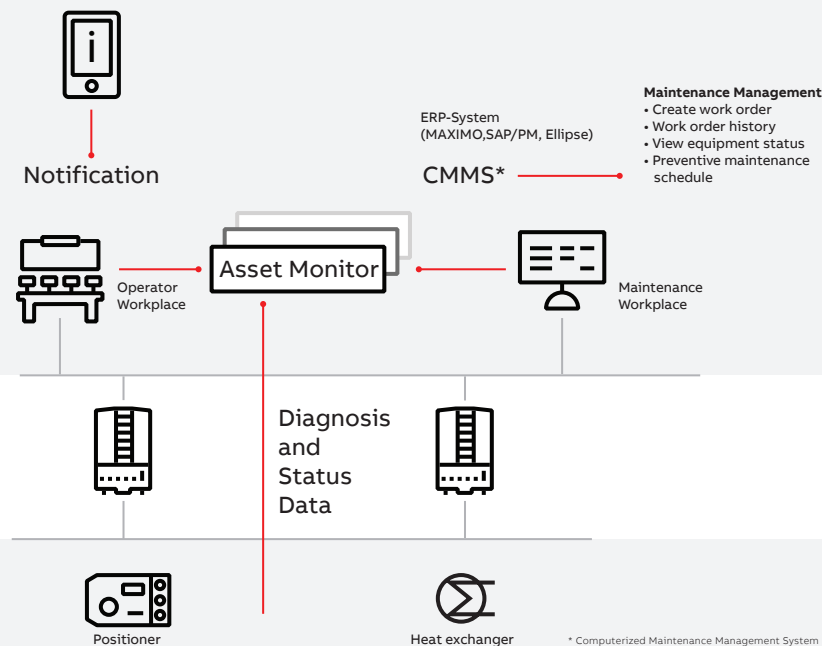 i
Notification
ERP-System
(MAXIMO,SAP/PM, Ellipse)
CMMS*
Maintenance Management
• Create work order
• Work order history
• View equipment status
• Preventive maintenance
schedule
Operator
Workplace
Asset Monitor
Maintenance
Workplace
Diagnosis
and
Status
Data
Positioner
Heat exchanger
* Computerized Maintenance Management System